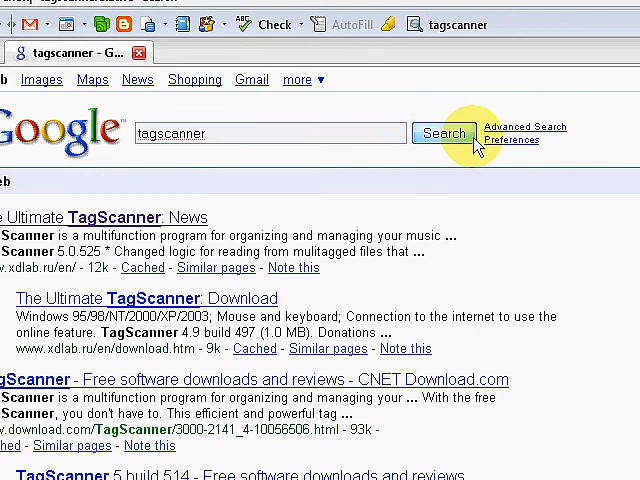 Check
AutoFill
tagscanner
tagscanner - G...
b Images Maps News Shopping Gmail more ▼
Google™
tagscanner
Search
Advanced Search
Preferences
eb
e Ultimate TagScanner: News
Scanner is a multifunction program for organizing and managing your music ...
Scanner 5.0.525 * Changed logic for reading from mulitagged files that ...
v.xdlab.ru/en/ - 12k - Cached - Similar pages - Note this
The Ultimate TagScanner: Download
Windows 95/98/NT/2000/XP/2003; Mouse and keyboard; Connection to the internet to use the
online feature. TagScanner 4.9 build 497 (1.0 MB). Donations ...
www.xdlab.ru/en/download.htm - 9k - Cached - Similar pages - Note this
agScanner - Free software downloads and reviews - CNET Download.com
Scanner is a multifunction program for organizing and managing your ... With the free
Scanner, you don't have to. This efficient and powerful tag ...
w.download.com/TagScanner/3000-2141_4-10056506.html - 93k -
hed - Similar pages - Note this
TagScanner 5 build 514 - Free software downloads and reviews